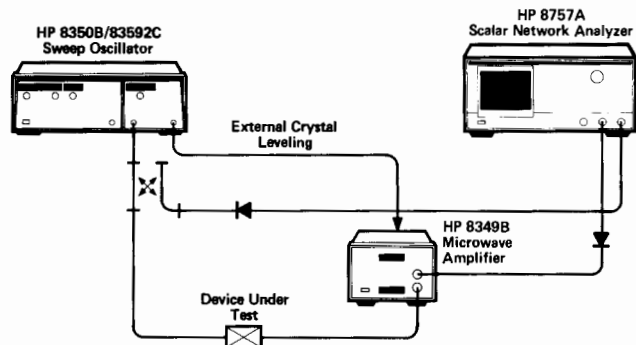 HP 8757A
Scalar Network Analyzer
HP 8350B/83592C
Sweep Oscillator
External Crystal
Leveling
HP 8349B
Microwave
Amplifier
Device Under
Test